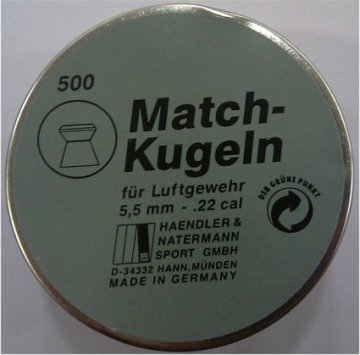 500
Match-
Kugeln
für Luftgewehr
5,5 mm - .22 cal
DER GRÜNE PUNKT
HAENDLER &
NATERMANN
SPORT GMBH
D-34332 HANN. MÜNDEN
MADE IN GERMANY